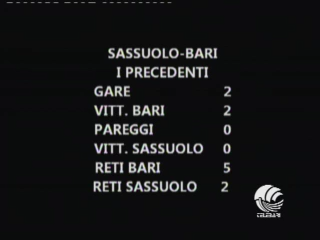 SASSUOLO-BARI
I PRECEDENTI
GARE 2
VITT. BARI 2
PAREGGI 0
VITT. SASSUOLO 0
RETI BARI 5
RETI SASSUOLO 2
TELEBARI